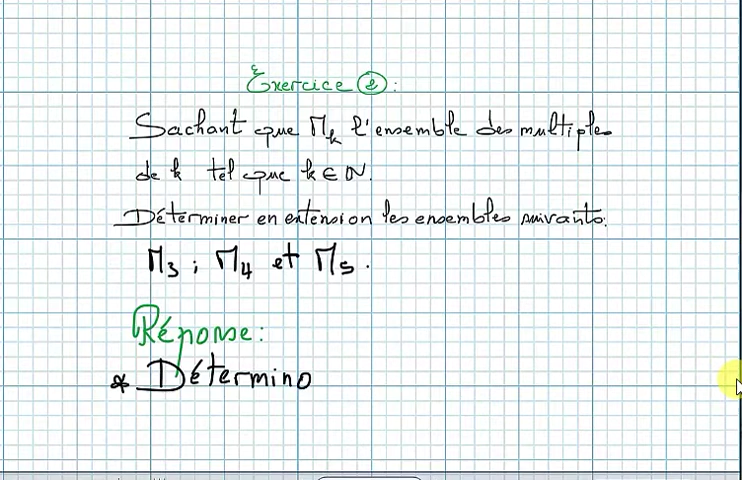 Exercice ②:
Sachant que M_k l'ensemble des multiples
de k tel que k ∈ ℕ.
Déterminer en extension les ensembles suivants:
M₃ ; M₄ et M₅.
Réponse:
* Détermino